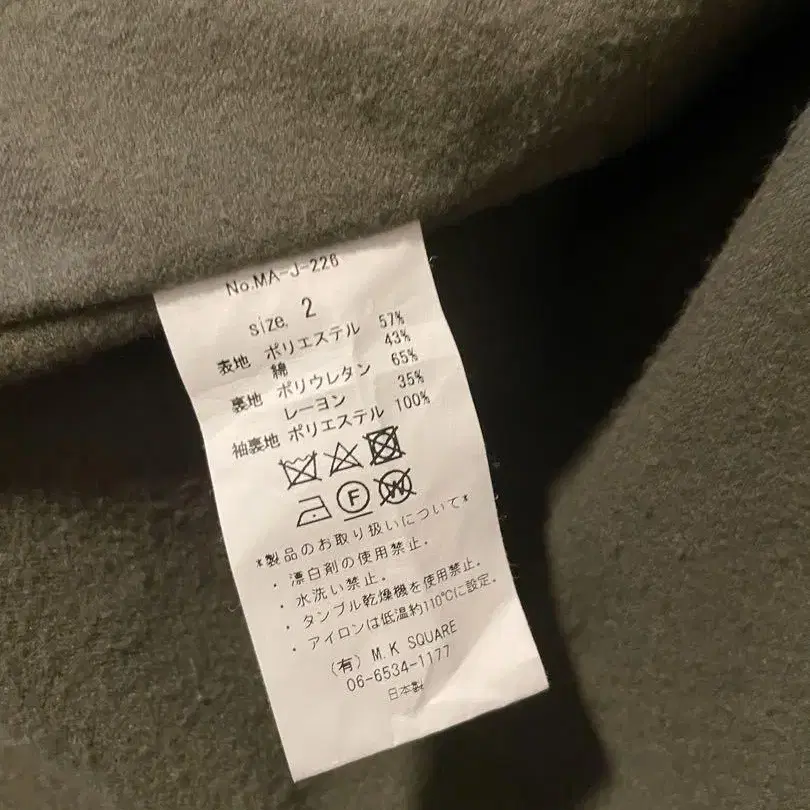 No.MA-J-226
size. 2
表地 ポリエステル 57%
綿 43%
裏地 ポリウレタン 65%
レーヨン 35%
袖裏地 ポリエステル 100%
F W
*製品のお取り扱いについて*
・漂白剤の使用禁止.
・水洗い禁止.
・タンブル乾燥機を使用禁止.
・アイロンは低温約110℃に設定.
(有) M.K SQUARE
06-6534-1177
日本製